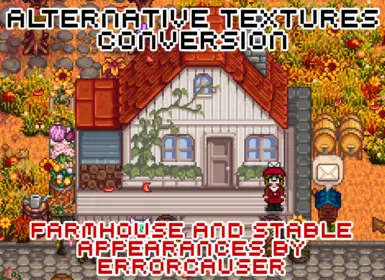 ALTERNATIVE TEXTURES
CONVERSION
FARMHOUSE AND STABLE
APPEARANCES BY
ERRORCAUSER